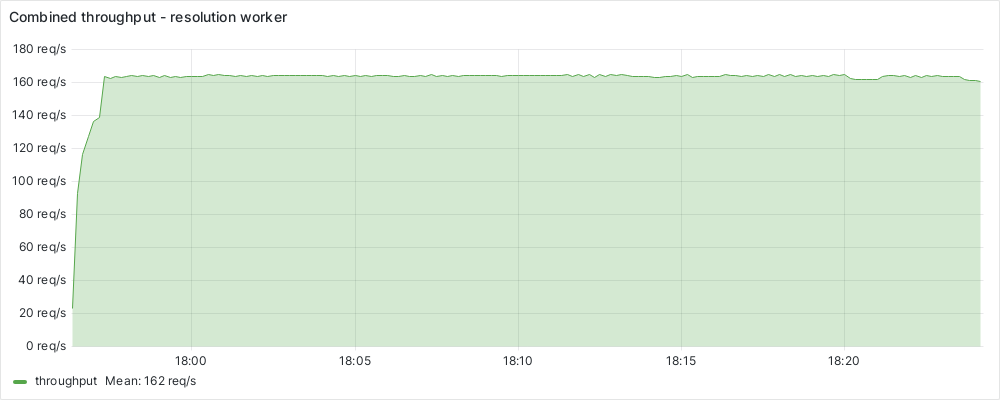 Combined throughput - resolution worker
180 req/s
160 req/s
140 req/s
120 req/s
100 req/s
80 req/s
60 req/s
40 req/s
20 req/s
0 req/s
18:00 18:05 18:10 18:15 18:20
throughput Mean: 162 req/s